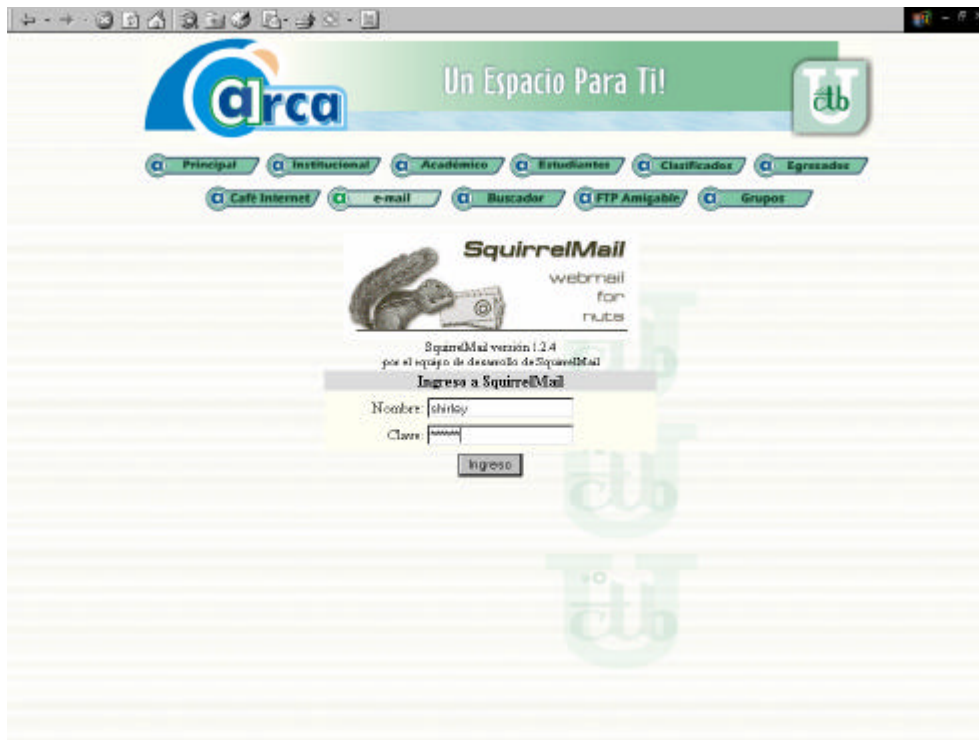 arca
Un Espacio Para Ti!
U ctb
Principal Institucional Académico Estudiantes Clasificados Egresados
Café Internet e-mail Buscador FTP Amigable Grupos
SquirrelMail
webmail
for
nuts
SquirrelMail versión 1.2.4
por el equipo de desarrollo de SquirrelMail
Ingreso a SquirrelMail
Nombre: shirley
Clave: ******
Ingreso